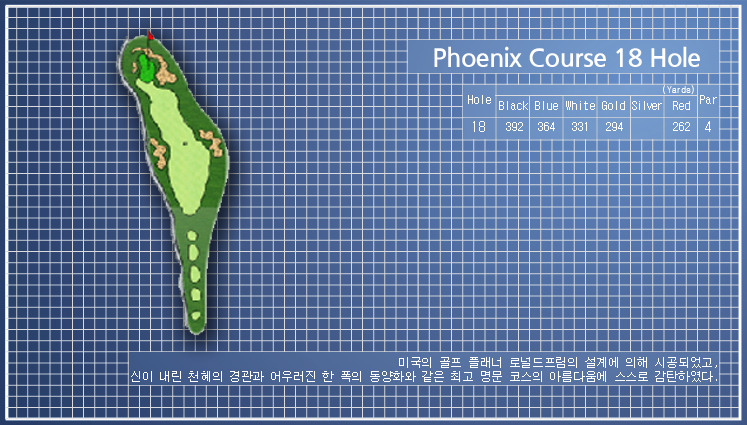 Phoenix Course 18 Hole
(Yards)
Hole Black Blue White Gold Silver Red Par
18 392 364 331 294 262 4
미국의 골프 플래너 로널드프림의 설계에 의해 시공되었고,
신이 내린 천혜의 경관과 어우러진 한 폭의 동양화와 같은 최고 명문 코스의 아름다움에 스스로 감탄하였다.